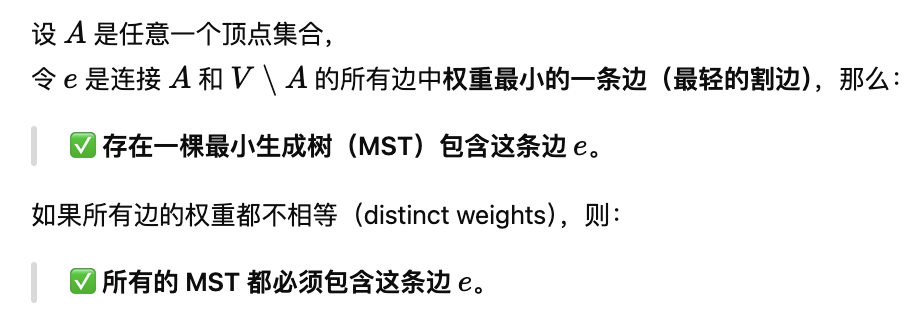 设 A 是任意一个顶点集合，
令 e 是连接 A 和 V \ A 的所有边中权重最小的一条边（最轻的割边），那么：
✅ 存在一棵最小生成树（MST）包含这条边 e。
如果所有边的权重都不相等（distinct weights），则：
✅ 所有的 MST 都必须包含这条边 e。